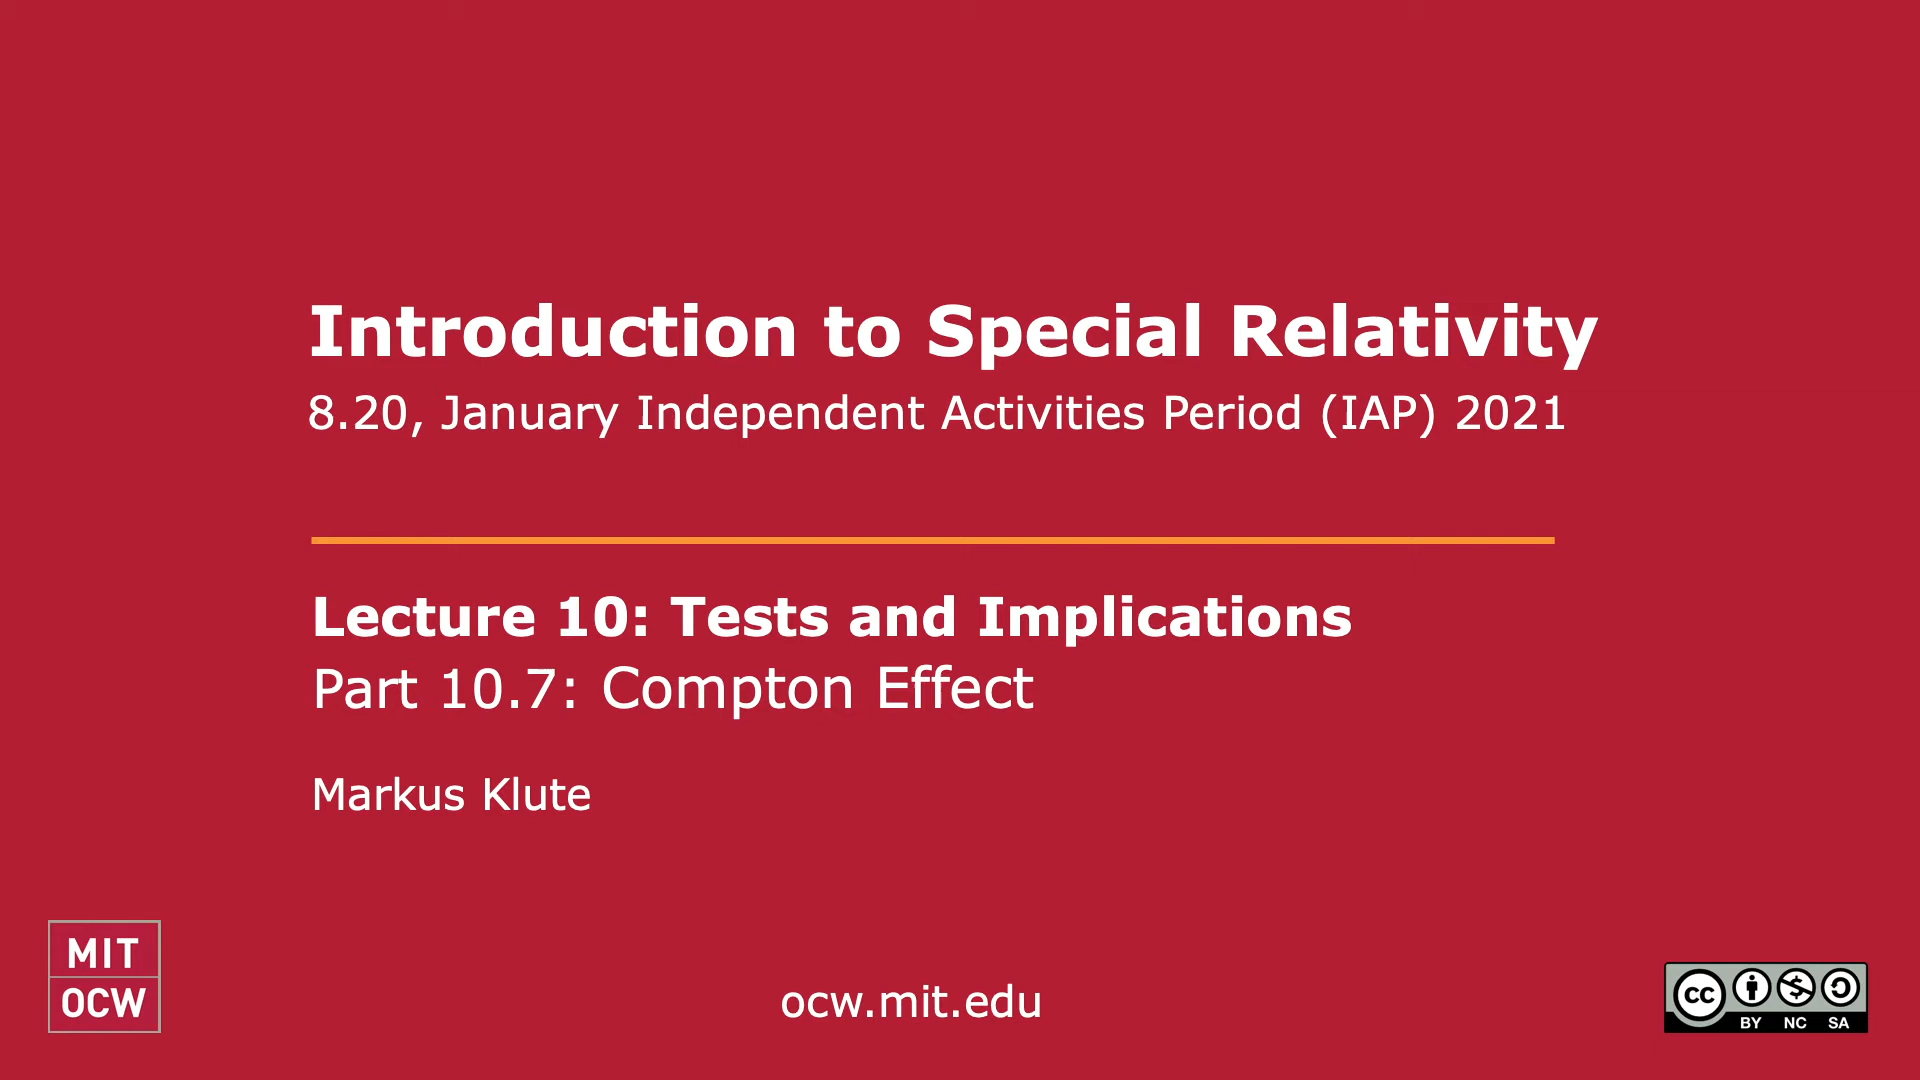 Introduction to Special Relativity
8.20, January Independent Activities Period (IAP) 2021
Lecture 10: Tests and Implications
Part 10.7: Compton Effect
Markus Klute
MIT
OCW
ocw.mit.edu
cc
BY NC SA